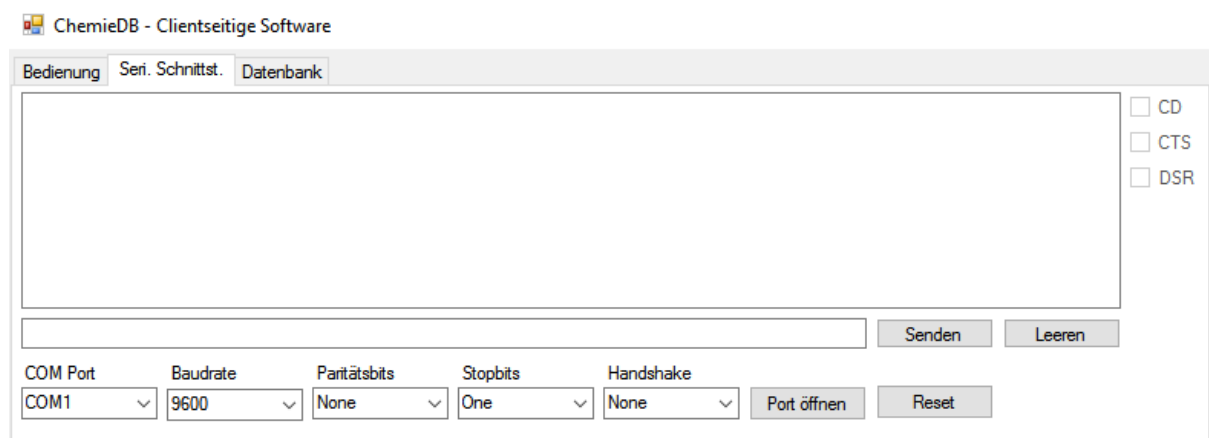 ChemieDB - Clientseitige Software
Bedienung Seri. Schnittst. Datenbank
CD
CTS
DSR
Senden Leeren
COM Port Baudrate Paritätsbits Stopbits Handshake
COM1 9600 None One None Port öffnen Reset